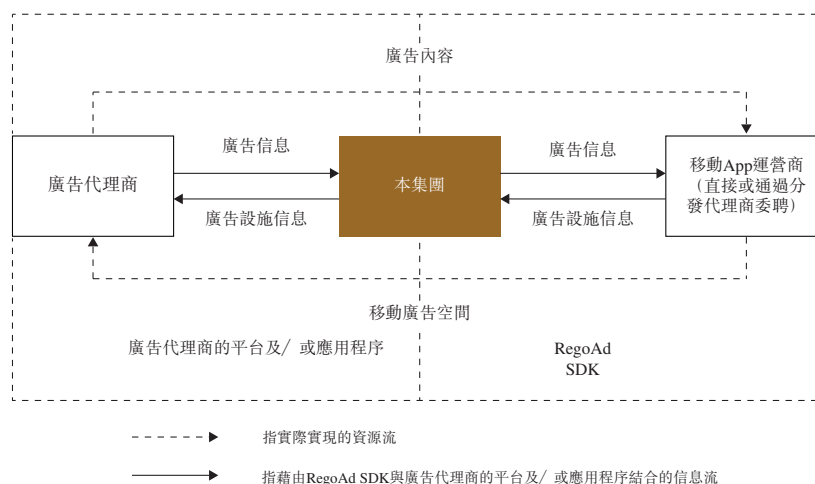 廣告內容
廣告代理商
廣告信息
廣告設施信息
本集團
廣告信息
廣告設施信息
移動App運營商
（直接或通過分
發代理商委聘）
移動廣告空間
廣告代理商的平台及/ 或應用程序
RegoAd
SDK
指實際實現的資源流
指藉由RegoAd SDK與廣告代理商的平台及/ 或應用程序結合的信息流